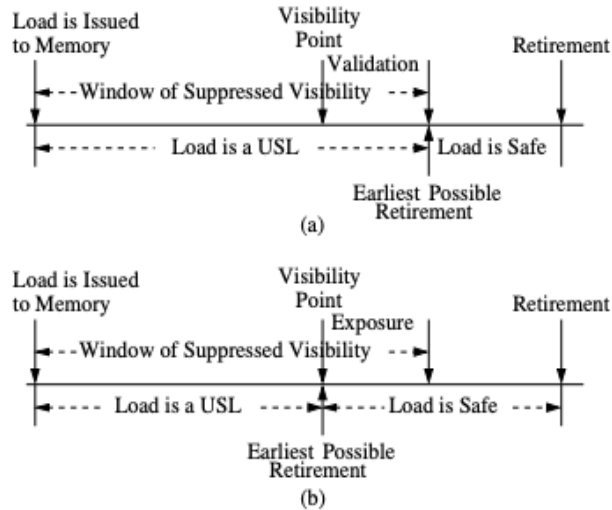 Load is Issued
to Memory
Visibility
Point
Retirement
Validation
Window of Suppressed Visibility
Load is a USL
Load is Safe
Earliest Possible
Retirement
(a)
Load is Issued
to Memory
Visibility
Point
Retirement
Exposure
Window of Suppressed Visibility
Load is a USL
Load is Safe
Earliest Possible
Retirement
(b)